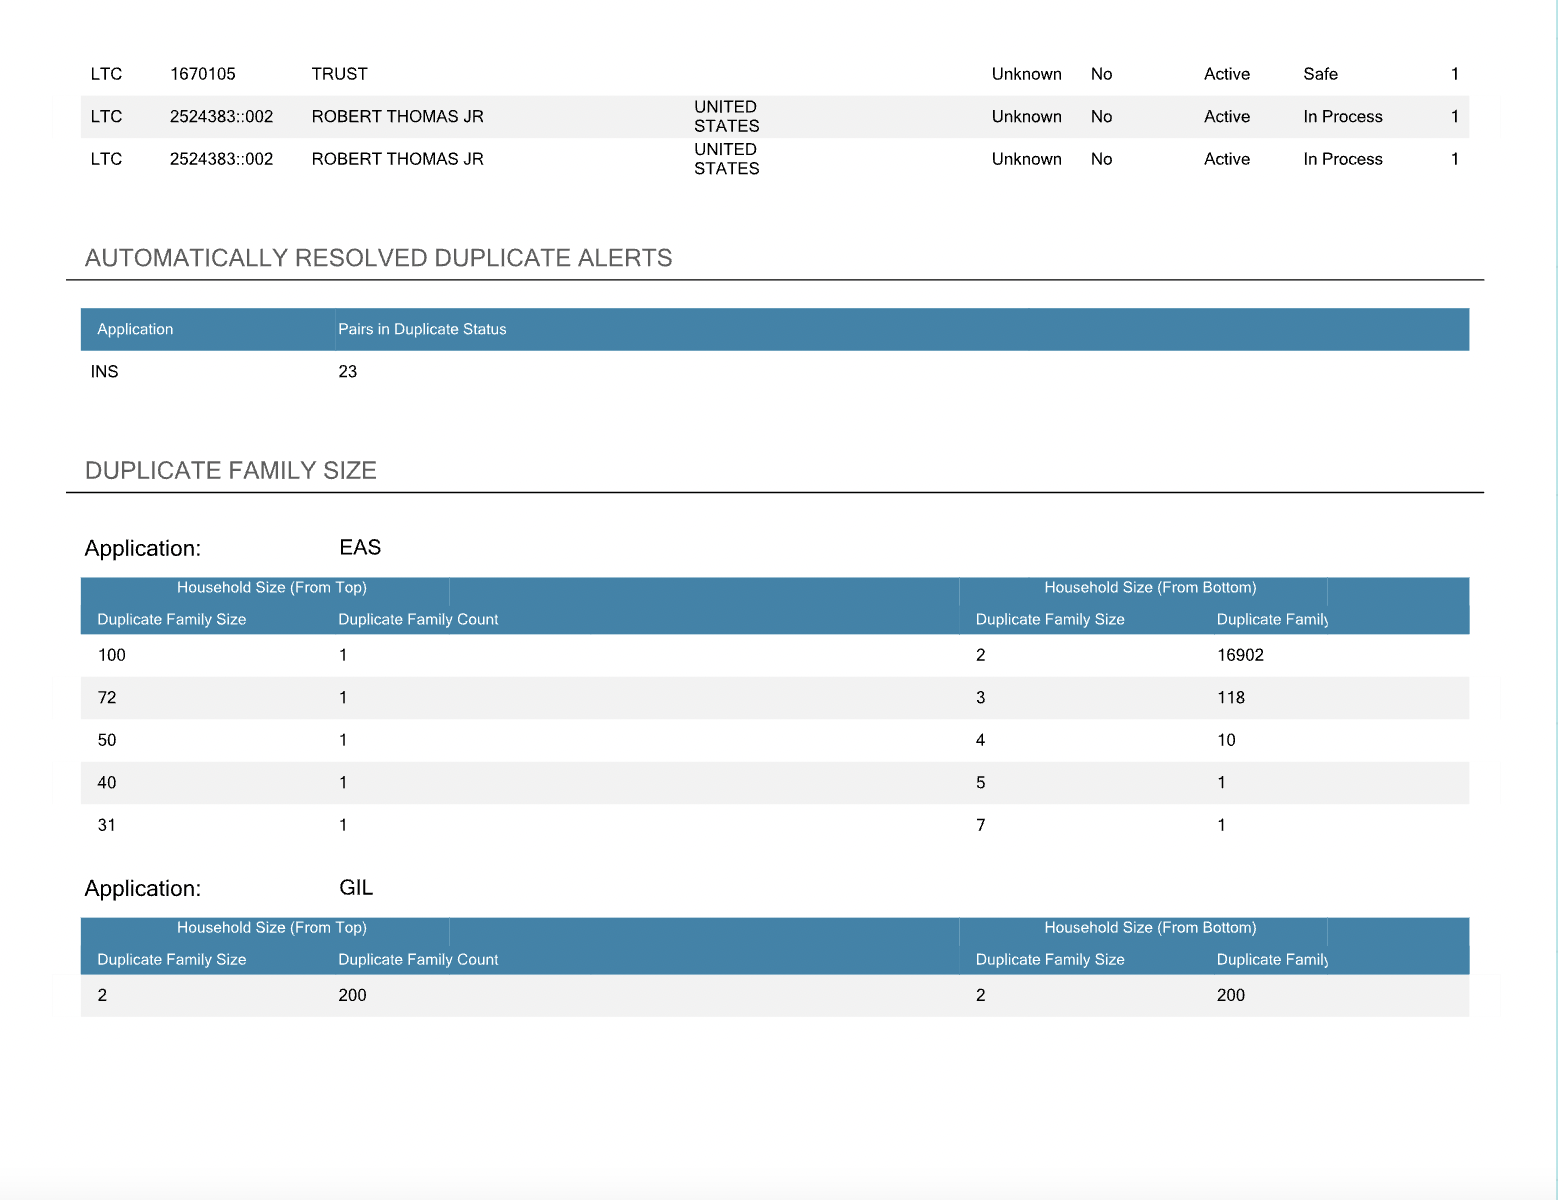 LTC 1670105 TRUST Unknown No Active Safe 1
LTC 2524383::002 ROBERT THOMAS JR UNITED STATES Unknown No Active In Process 1
LTC 2524383::002 ROBERT THOMAS JR UNITED STATES Unknown No Active In Process 1
AUTOMATICALLY RESOLVED DUPLICATE ALERTS
Application Pairs in Duplicate Status
INS 23
DUPLICATE FAMILY SIZE
Application: EAS
Household Size (From Top) Household Size (From Bottom)
Duplicate Family Size Duplicate Family Count Duplicate Family Size Duplicate Family
100 1 2 16902
72 1 3 118
50 1 4 10
40 1 5 1
31 1 7 1
Application: GIL
Household Size (From Top) Household Size (From Bottom)
Duplicate Family Size Duplicate Family Count Duplicate Family Size Duplicate Family
2 200 2 200